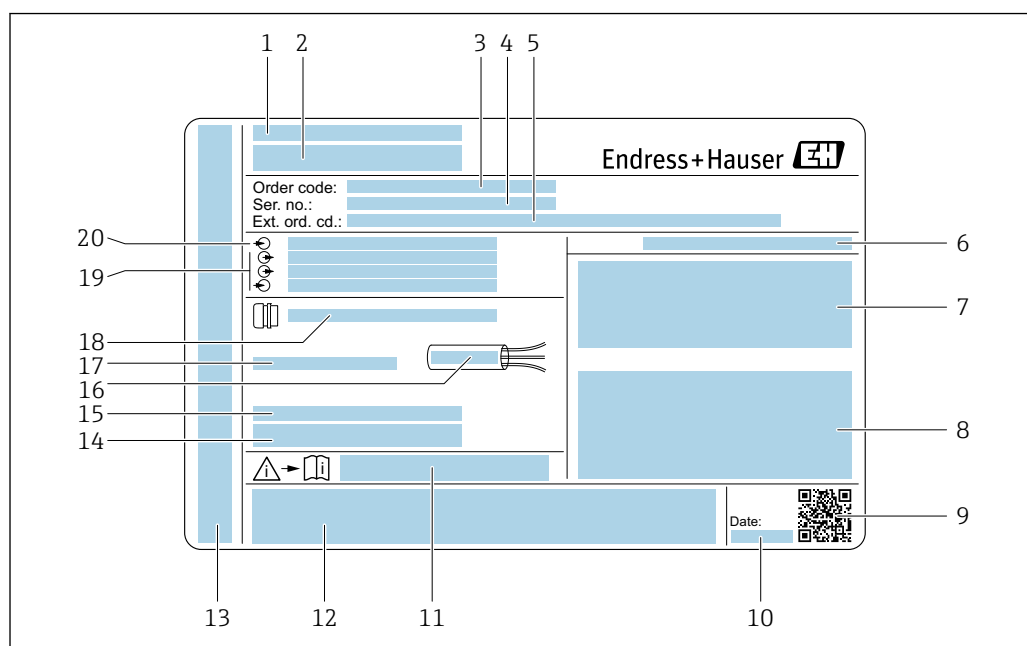 1 2 3 4 5
Endress+Hauser EH
Order code:
Ser. no.:
Ext. ord. cd.:
20
19
18
17
16
15
14
6
7
8
9
i i
Date:
13 12 11 10